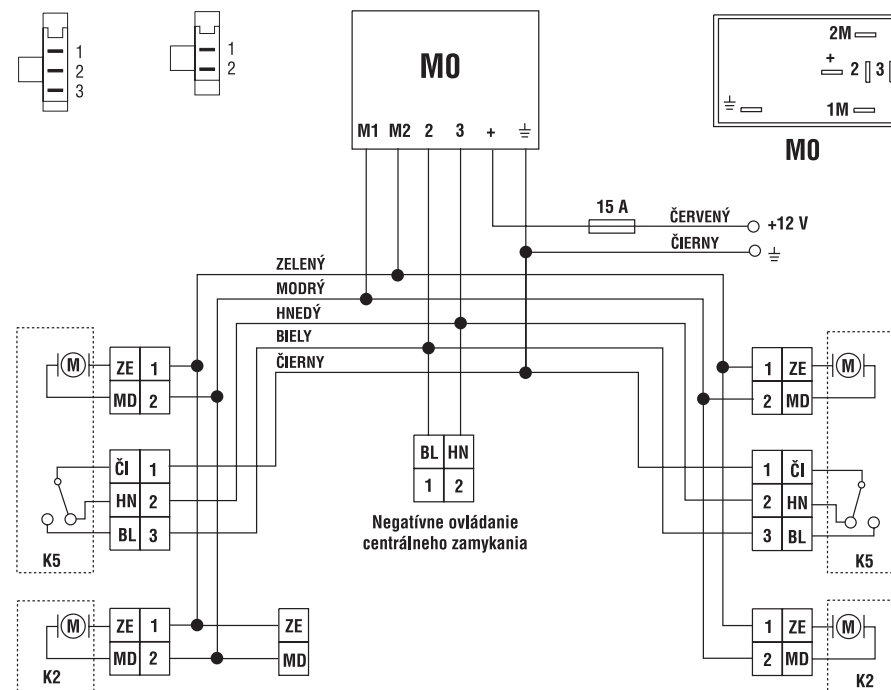 1
2
3
1
2
M0
M1 M2 2 3 + ⏚
2M
+ 2 3
⏚ 1M
M0
15 A
ČERVENÝ
+12 V
ČIERNY
⏚
ZELENÝ
MODRÝ
HNEDÝ
BIELY
ČIERNY
M ZE 1
MD 2
1 ZE M
2 MD
ČI 1
HN 2
BL 3
K5
BL HN
1 2
Negatívne ovládanie
centrálneho zamykania
1 ČI
2 HN
3 BL
K5
M ZE 1
MD 2
K2
ZE
MD
1 ZE M
2 MD
K2